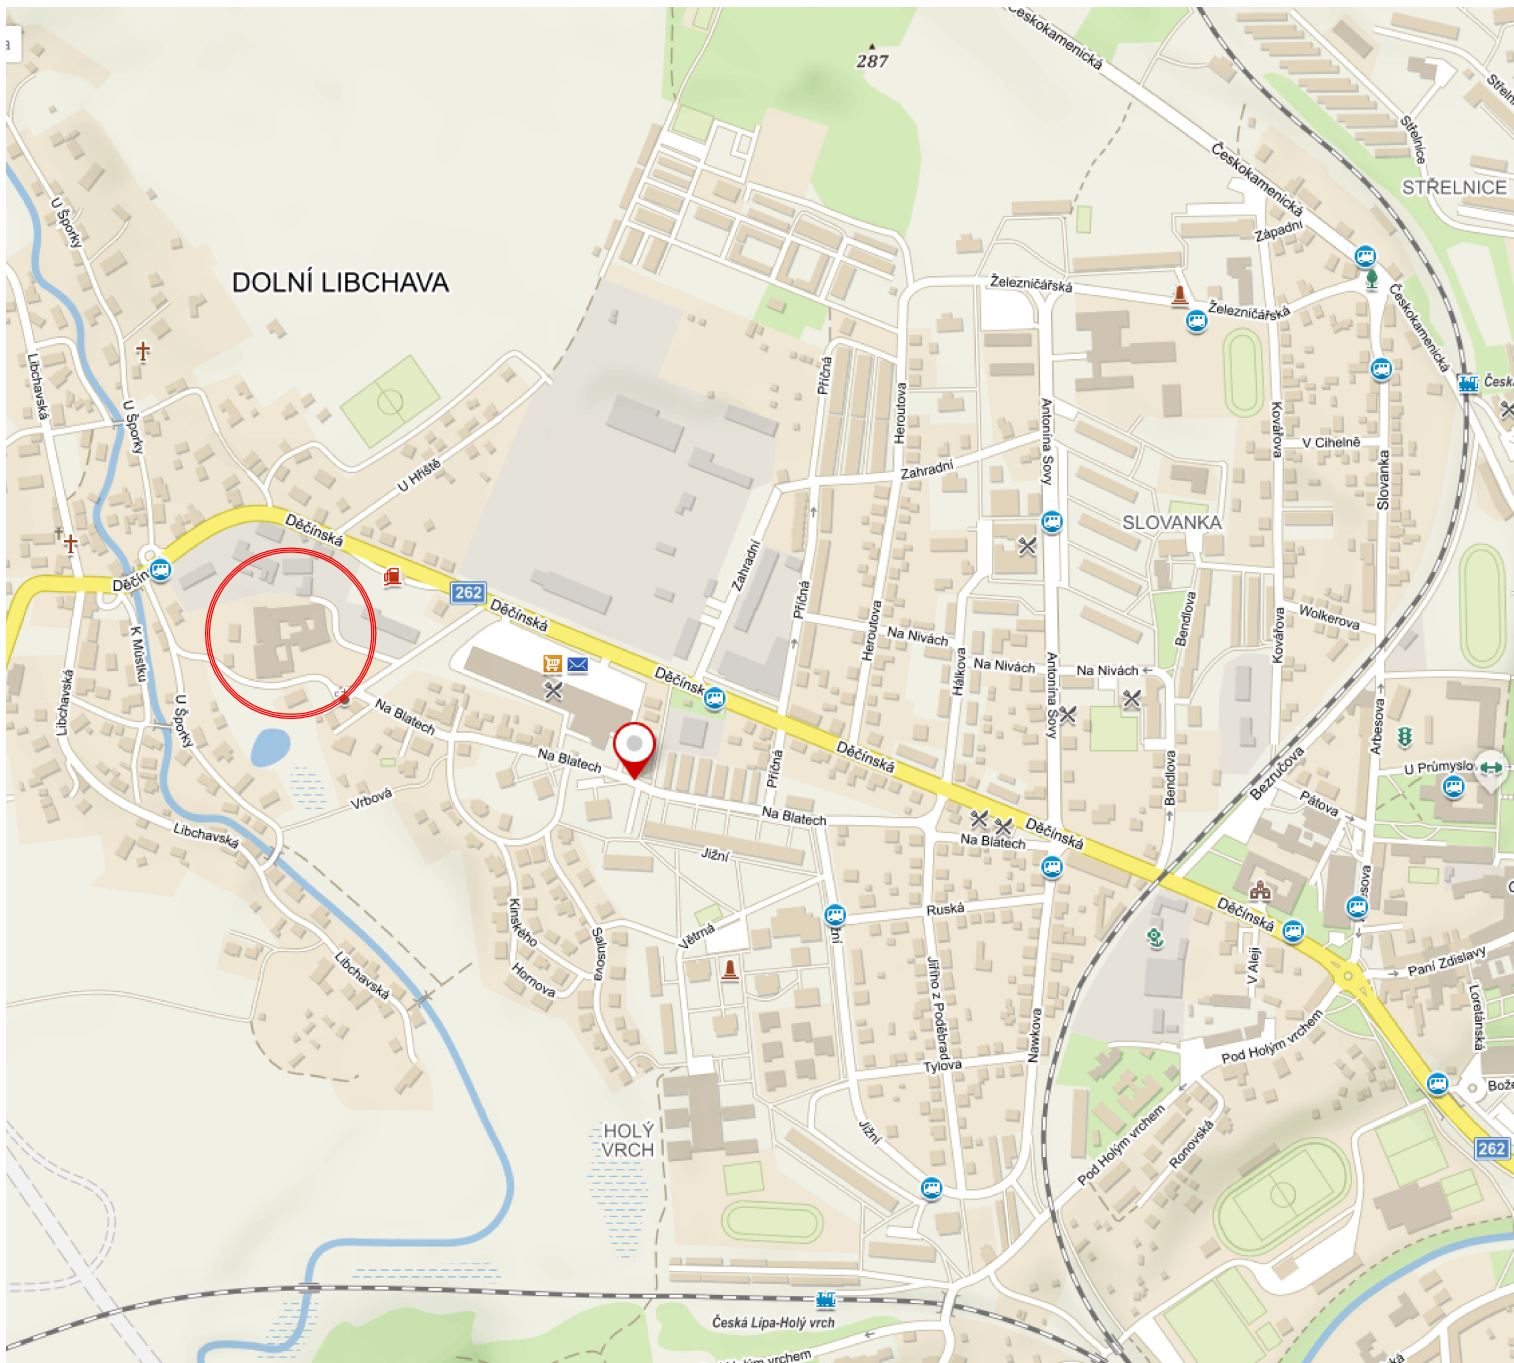 a
287
Českokamenická
Střelnice
STŘELNICE
Českokamenická
Západní
U Šporky
DOLNÍ LIBCHAVA
Železničářská
Železničářská
Českokamenická
Libchavská
U Šporky
Příčná
Heroutova
Antonína Sovy
Kovářova
V Cihelně
Slovanka
U Hřiště
Zahradní
SLOVANKA
Děčínská
Zahradní
262
Děčínská
Příčná
Heroutova
Na Nivách
Na Nivách
Na Nivách
Bendlova
Wolkerova
Kovářova
K Můstku
Libchavská
U Šporky
Na Blatech
Hálkova
Antonína Sovy
Arbesova
Děčínská
Na Blatech
Příčná
Bendlova
Bezručova
Vrbová
Libchavská
Na Blatech
Na Blatech
Děčínská
Pátova
Jižní
Kinského
Salusova
Větrná
Ruská
Děčínská
V Aleji
Paní Zdislavy
Hornova
Libchavská
Jiřího z Poděbrad
Nawkova
Loretánská
Pod Holým vrchem
Tylova
HOLÝ
VRCH
Jižní
Pod Holým vrchem
Ronovská
262
Česká Lípa-Holý vrch